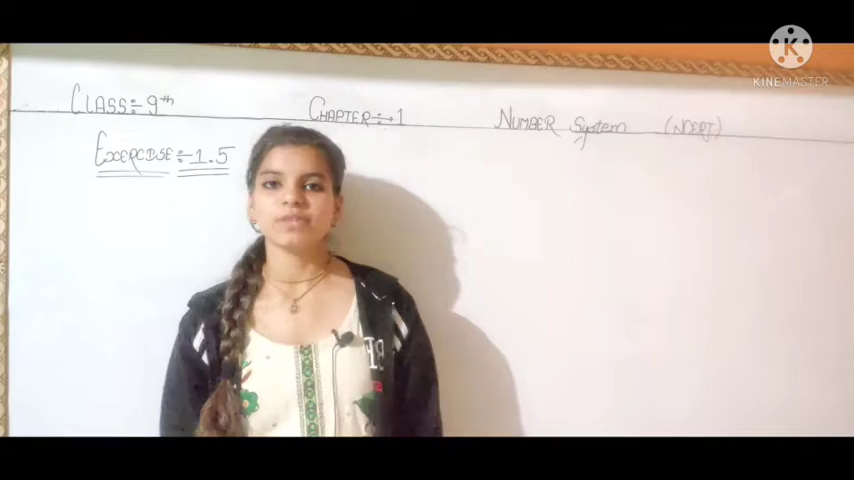 CLASS:- 9th
CHAPTER:-1
NUMBER System (NCERT)
EXERCISE:-1.5
KINEMASTER